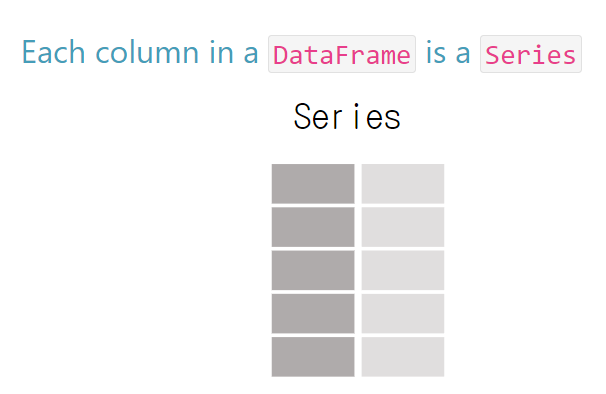 Each column in a DataFrame is a Series
Series